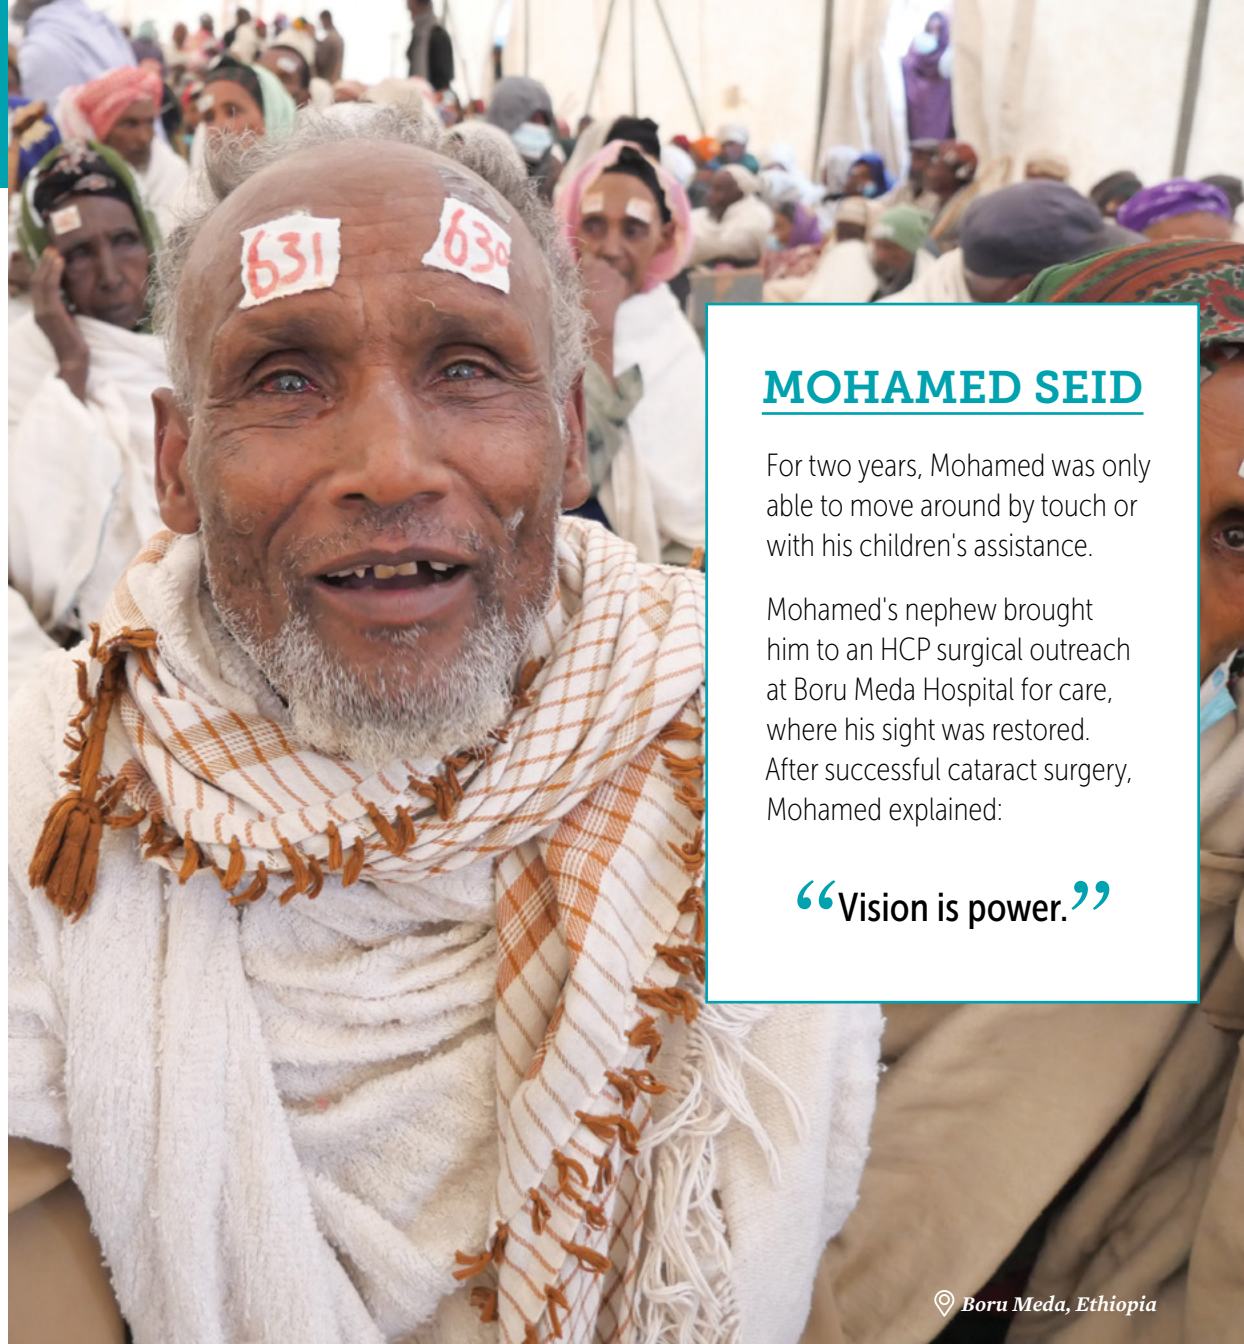 631
630
MOHAMED SEID
For two years, Mohamed was only
able to move around by touch or
with his children's assistance.
Mohamed's nephew brought
him to an HCP surgical outreach
at Boru Meda Hospital for care,
where his sight was restored.
After successful cataract surgery,
Mohamed explained:
“Vision is power.”
Boru Meda, Ethiopia